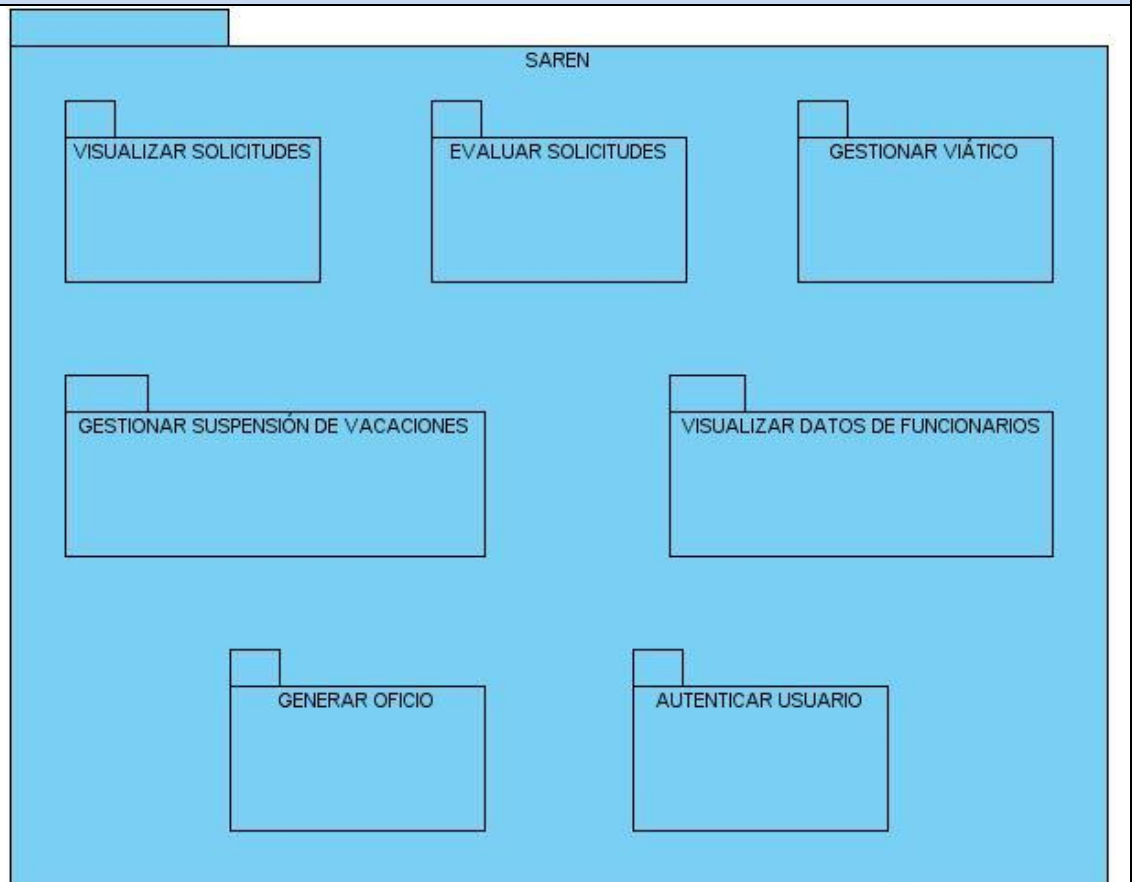 SAREN
VISUALIZAR SOLICITUDES
EVALUAR SOLICITUDES
GESTIONAR VIÁTICO
GESTIONAR SUSPENSIÓN DE VACACIONES
VISUALIZAR DATOS DE FUNCIONARIOS
GENERAR OFICIO
AUTENTICAR USUARIO